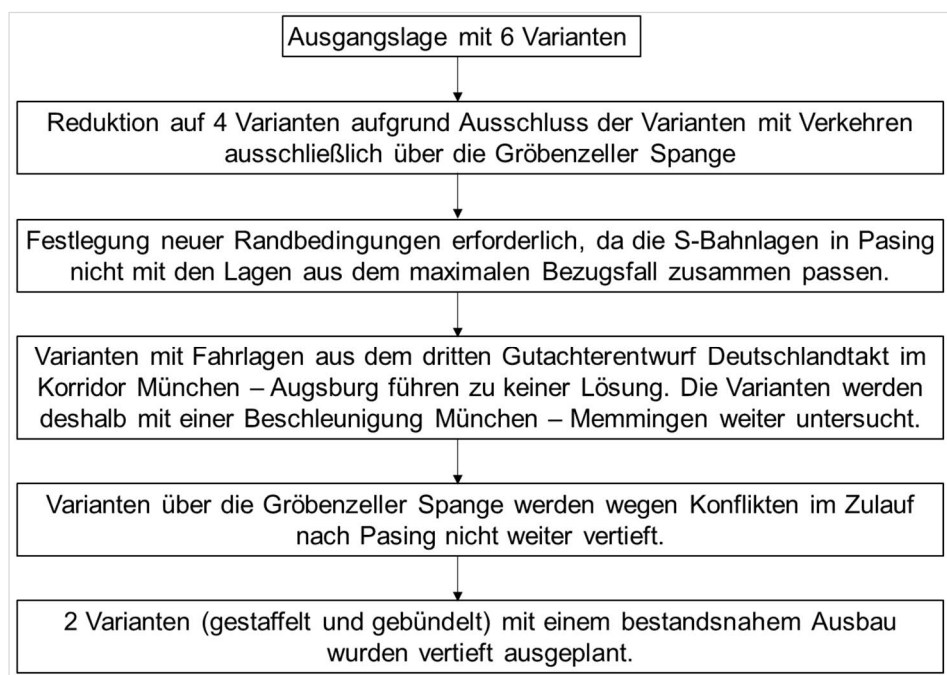 Ausgangslage mit 6 Varianten
Reduktion auf 4 Varianten aufgrund Ausschluss der Varianten mit Verkehren
ausschließlich über die Gröbenzeller Spange
Festlegung neuer Randbedingungen erforderlich, da die S-Bahnlagen in Pasing
nicht mit den Lagen aus dem maximalen Bezugsfall zusammen passen.
Varianten mit Fahrlagen aus dem dritten Gutachterentwurf Deutschlandtakt im
Korridor München – Augsburg führen zu keiner Lösung. Die Varianten werden
deshalb mit einer Beschleunigung München – Memmingen weiter untersucht.
Varianten über die Gröbenzeller Spange werden wegen Konflikten im Zulauf
nach Pasing nicht weiter vertieft.
2 Varianten (gestaffelt und gebündelt) mit einem bestandsnahem Ausbau
wurden vertieft ausgeplant.